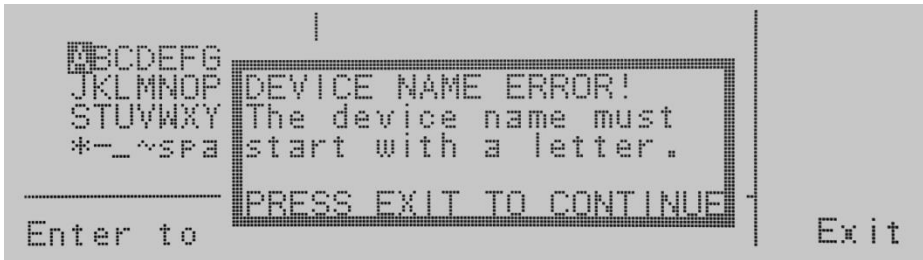 ABCDEFG
JKLMNOP
STUVWXY
*-_~spa
DEVICE NAME ERROR!
The device name must
start with a letter.
PRESS EXIT TO CONTINUE
Enter to
Exit